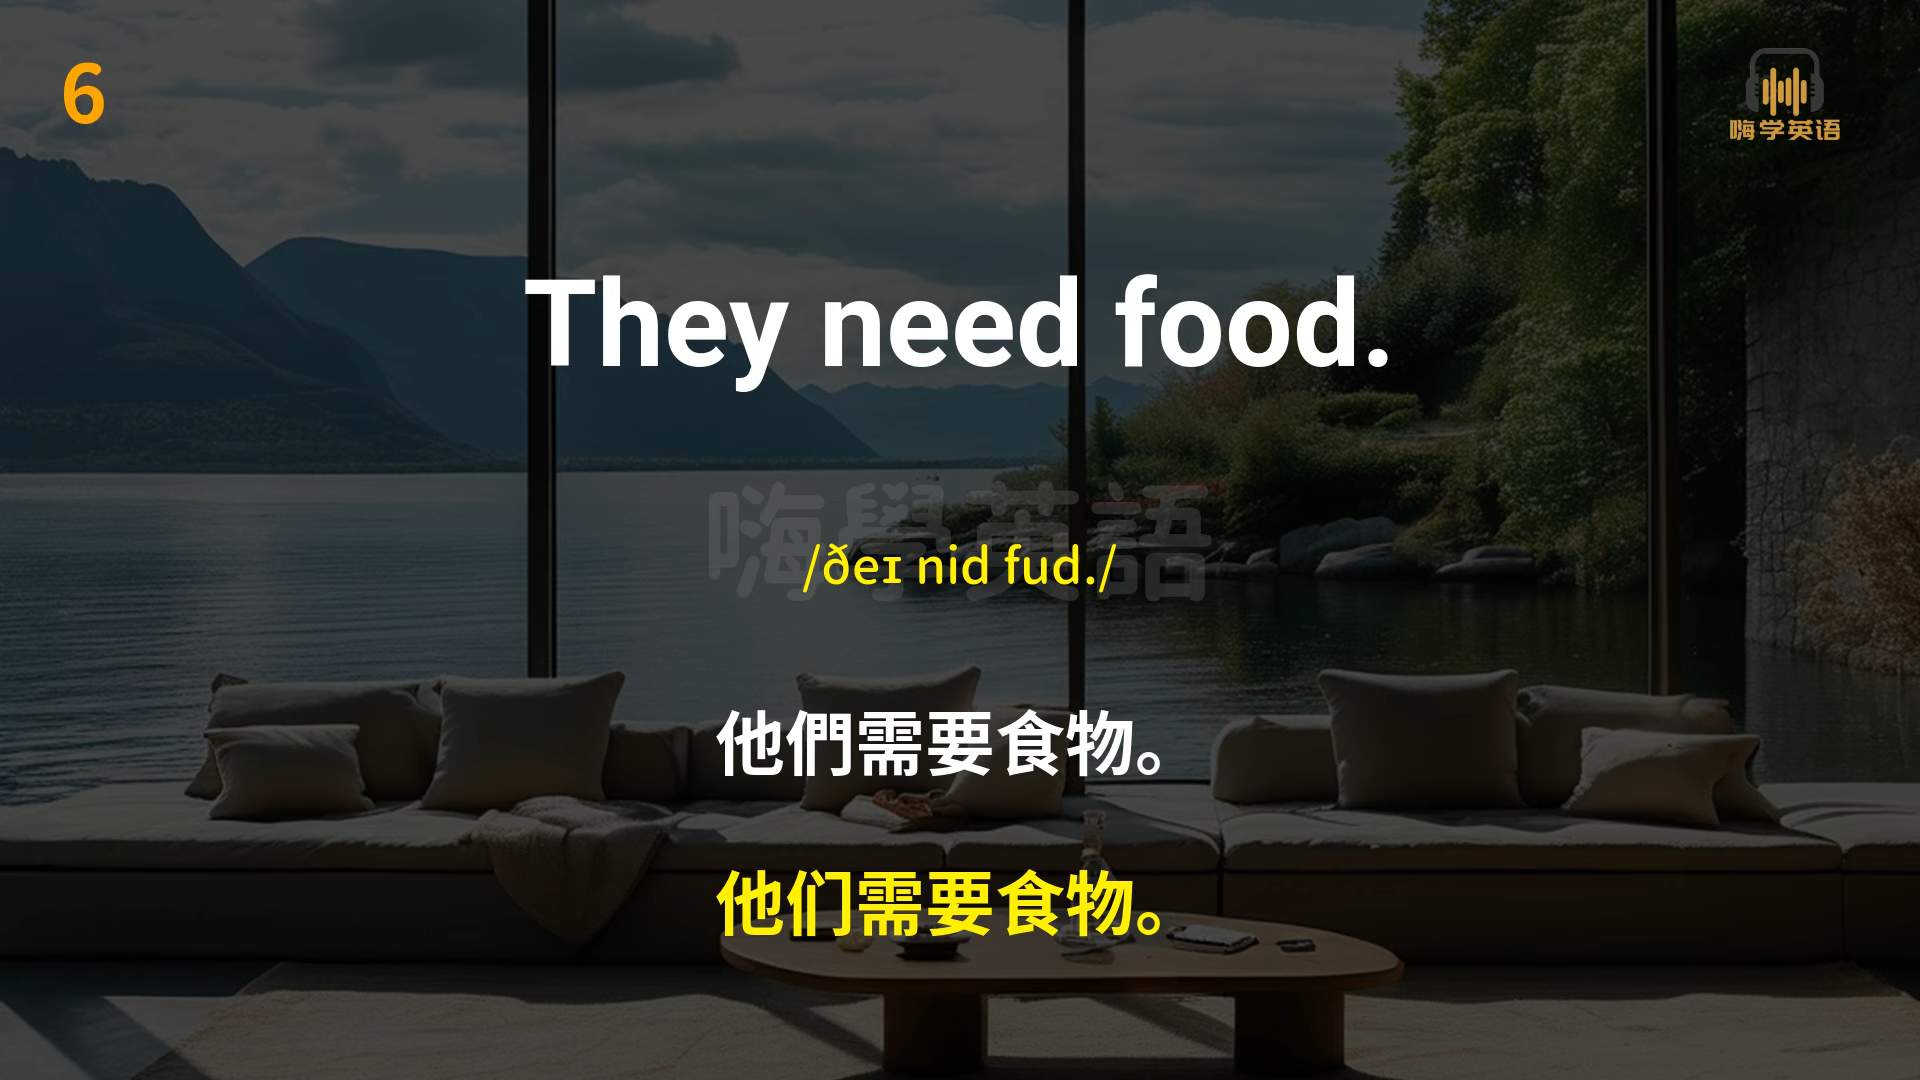 6
嗨学英语
They need food.
嗨學英語
/ðeɪ nid fud./
他們需要食物。
他们需要食物。